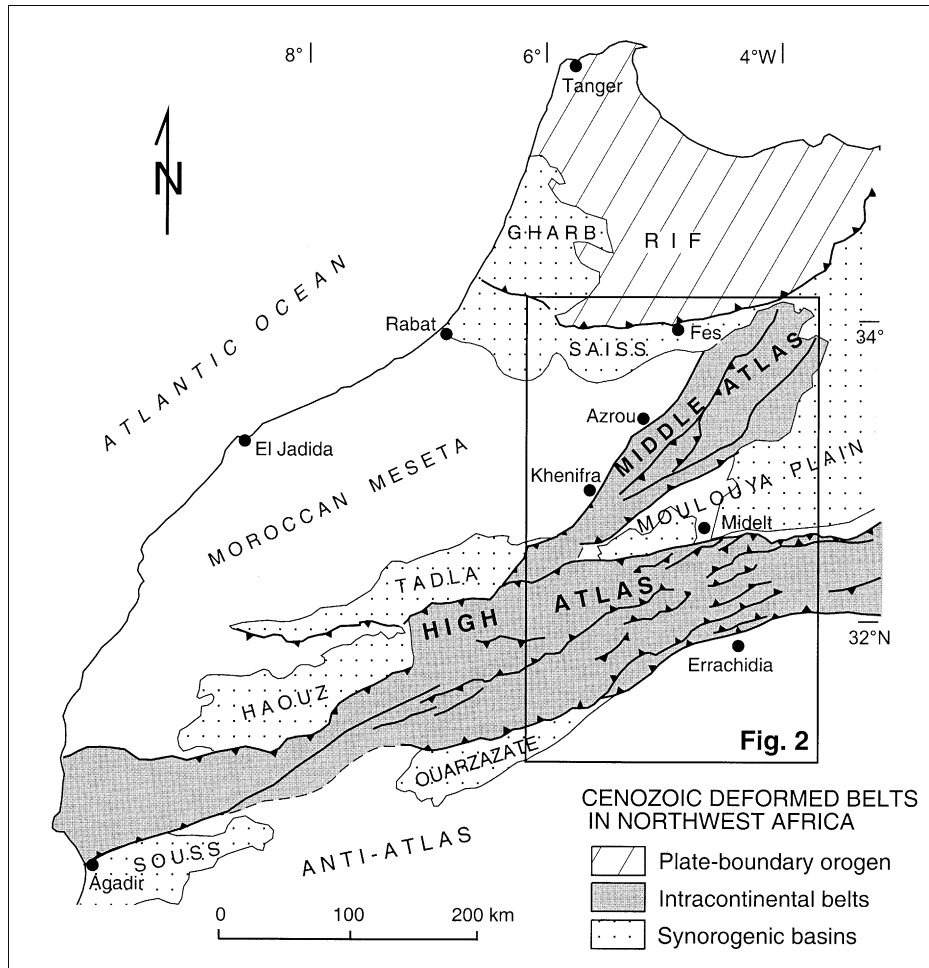 8°
6°
4°W
Tanger
N
GHARB
RIF
ATLANTIC OCEAN
Rabat
Fes
34°
SAISS
MIDDLE ATLAS
Azrou
El Jadida
MOROCCAN MESETA
Khenifra
MOULOUYA PLAIN
Midelt
TADLA
HIGH ATLAS
32°N
Errachidia
HAOUZ
OUARZAZATE
Fig. 2
SOUSS
ANTI-ATLAS
Agadir
CENOZOIC DEFORMED BELTS
IN NORTHWEST AFRICA
Plate-boundary orogen
Intracontinental belts
Synorogenic basins
0 100 200 km